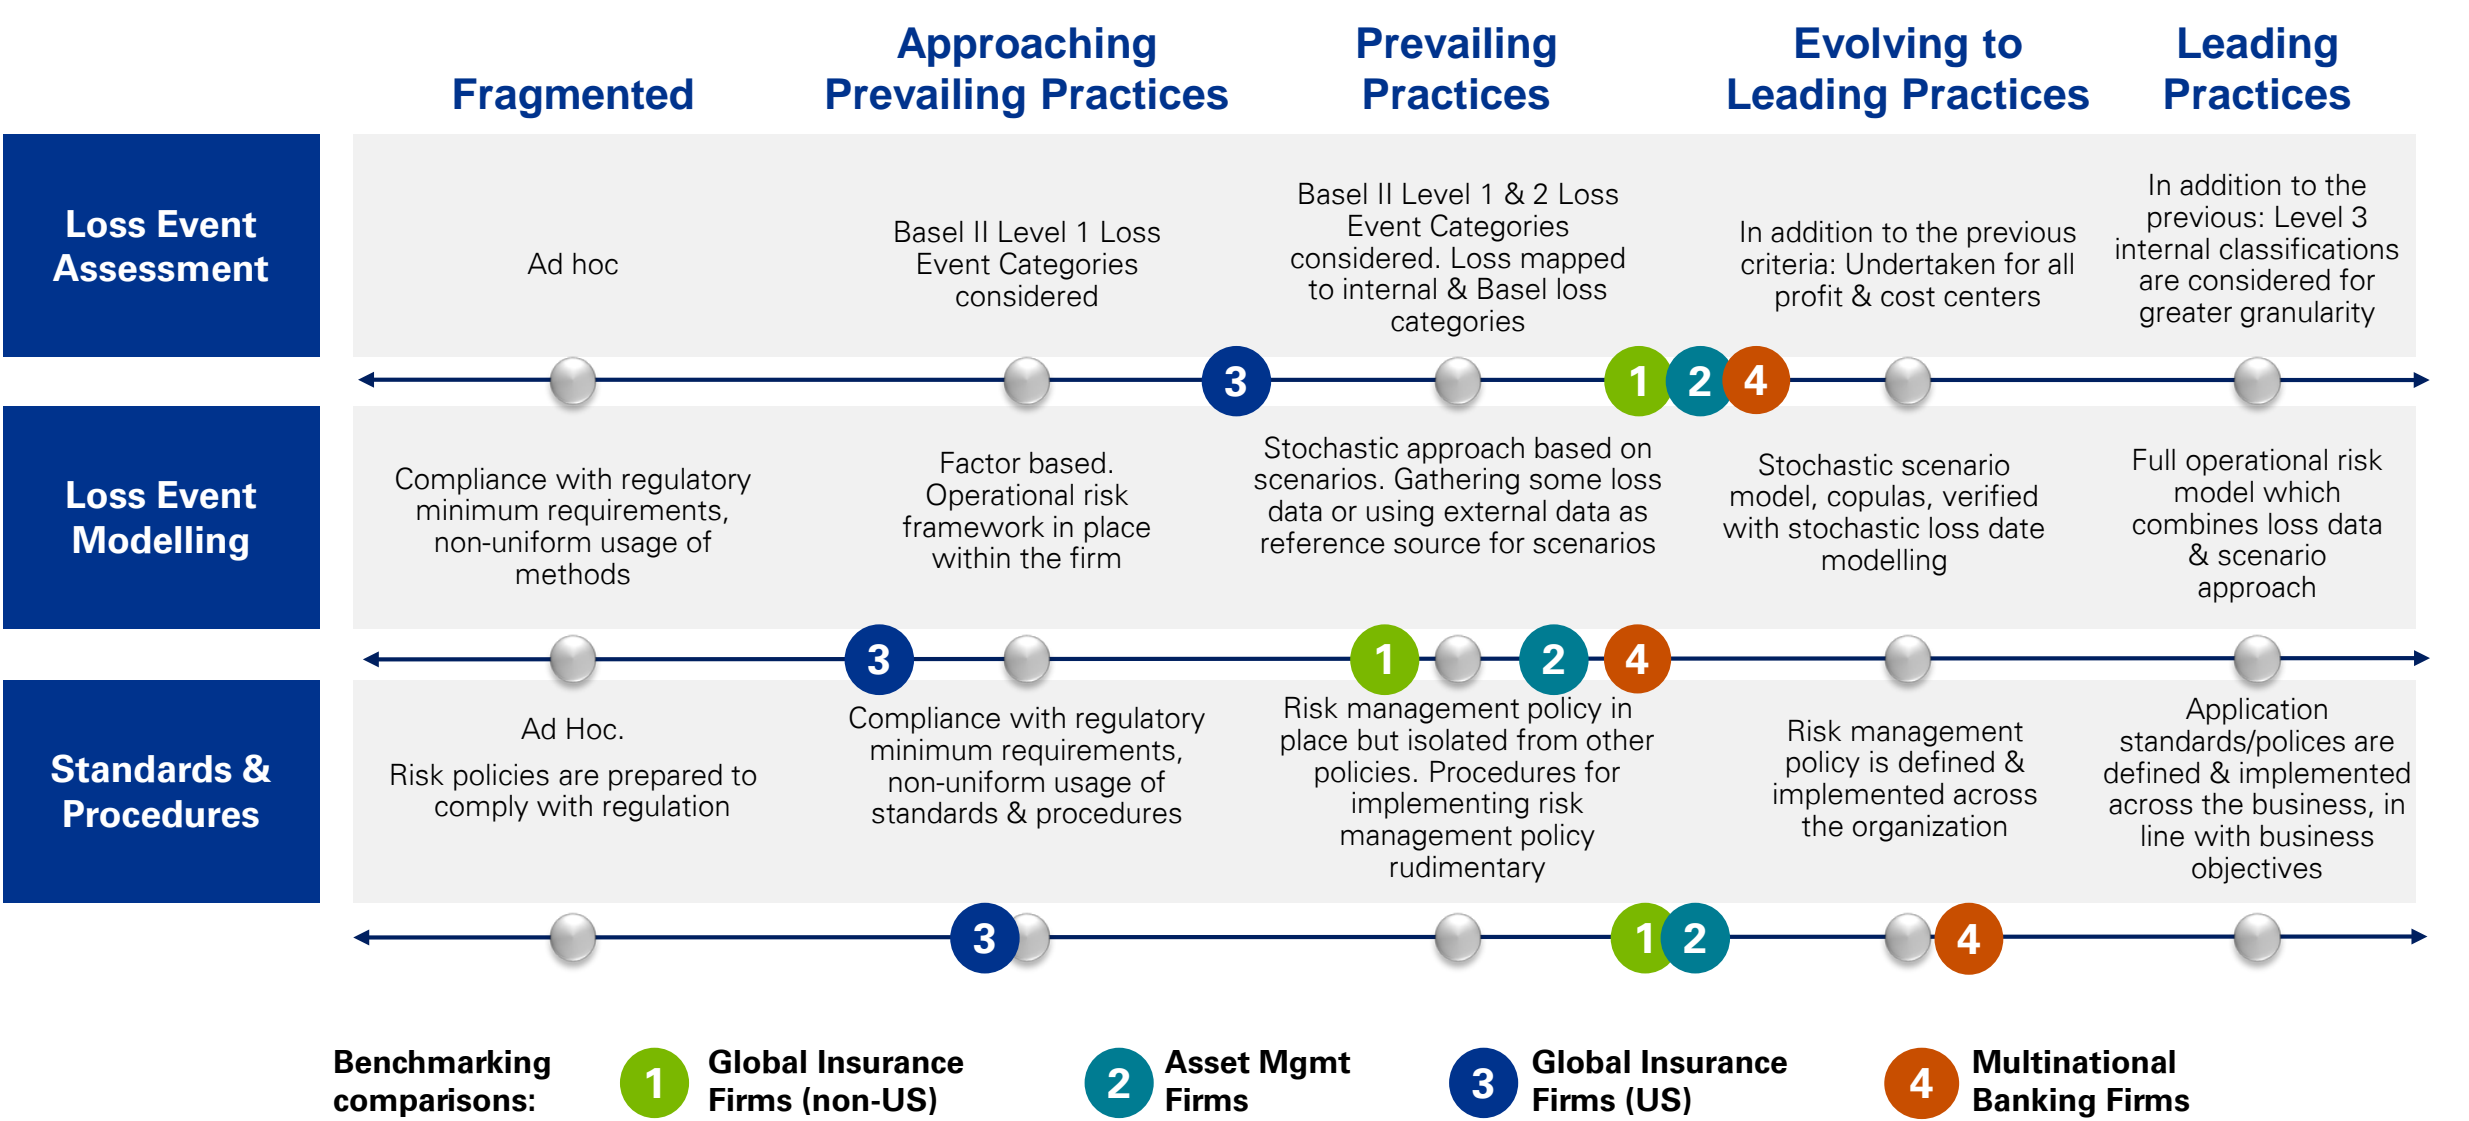 Fragmented
Approaching
Prevailing Practices
Prevailing
Practices
Evolving to
Leading Practices
Leading
Practices
Loss Event
Assessment
Ad hoc
Basel II Level 1 Loss
Event Categories
considered
Basel II Level 1 & 2 Loss
Event Categories
considered. Loss mapped
to internal & Basel loss
categories
In addition to the previous
criteria: Undertaken for all
profit & cost centers
In addition to the
previous: Level 3
internal classifications
are considered for
greater granularity
3
1
2
4
Loss Event
Modelling
Compliance with regulatory
minimum requirements,
non-uniform usage of
methods
Factor based.
Operational risk
framework in place
within the firm
Stochastic approach based on
scenarios. Gathering some loss
data or using external data as
reference source for scenarios
Stochastic scenario
model, copulas, verified
with stochastic loss date
modelling
Full operational risk
model which
combines loss data
& scenario
approach
3
1
2
4
Standards &
Procedures
Ad Hoc.
Risk policies are prepared to
comply with regulation
Compliance with regulatory
minimum requirements,
non-uniform usage of
standards & procedures
Risk management policy in
place but isolated from other
policies. Procedures for
implementing risk
management policy
rudimentary
Risk management
policy is defined &
implemented across
the organization
Application
standards/polices are
defined & implemented
across the business, in
line with business
objectives
3
1
2
4
Benchmarking
comparisons:
1
Global Insurance
Firms (non-US)
2
Asset Mgmt
Firms
3
Global Insurance
Firms (US)
4
Multinational
Banking Firms